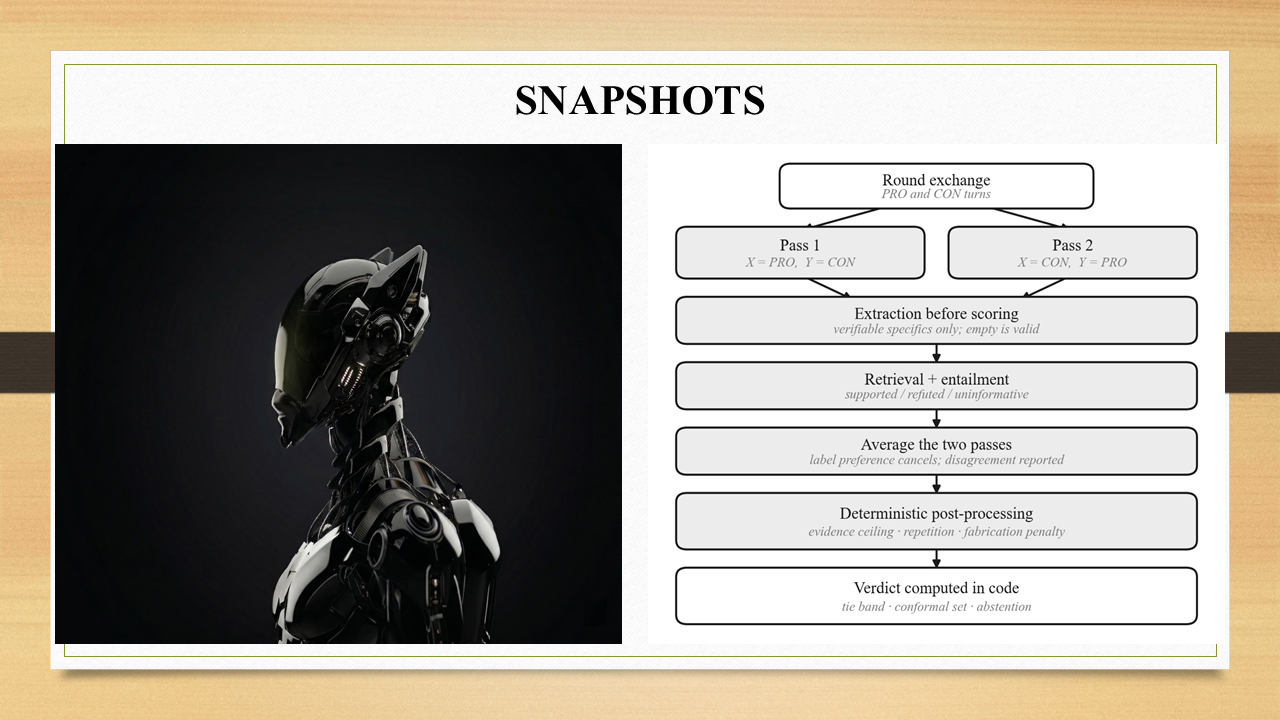 SNAPSHOTS
Round exchange
PRO and CON turns
Pass 1
X = PRO, Y = CON
Pass 2
X = CON, Y = PRO
Extraction before scoring
verifiable specifics only; empty is valid
Retrieval + entailment
supported / refuted / uninformative
Average the two passes
label preference cancels; disagreement reported
Deterministic post-processing
evidence ceiling · repetition · fabrication penalty
Verdict computed in code
tie band · conformal set · abstention